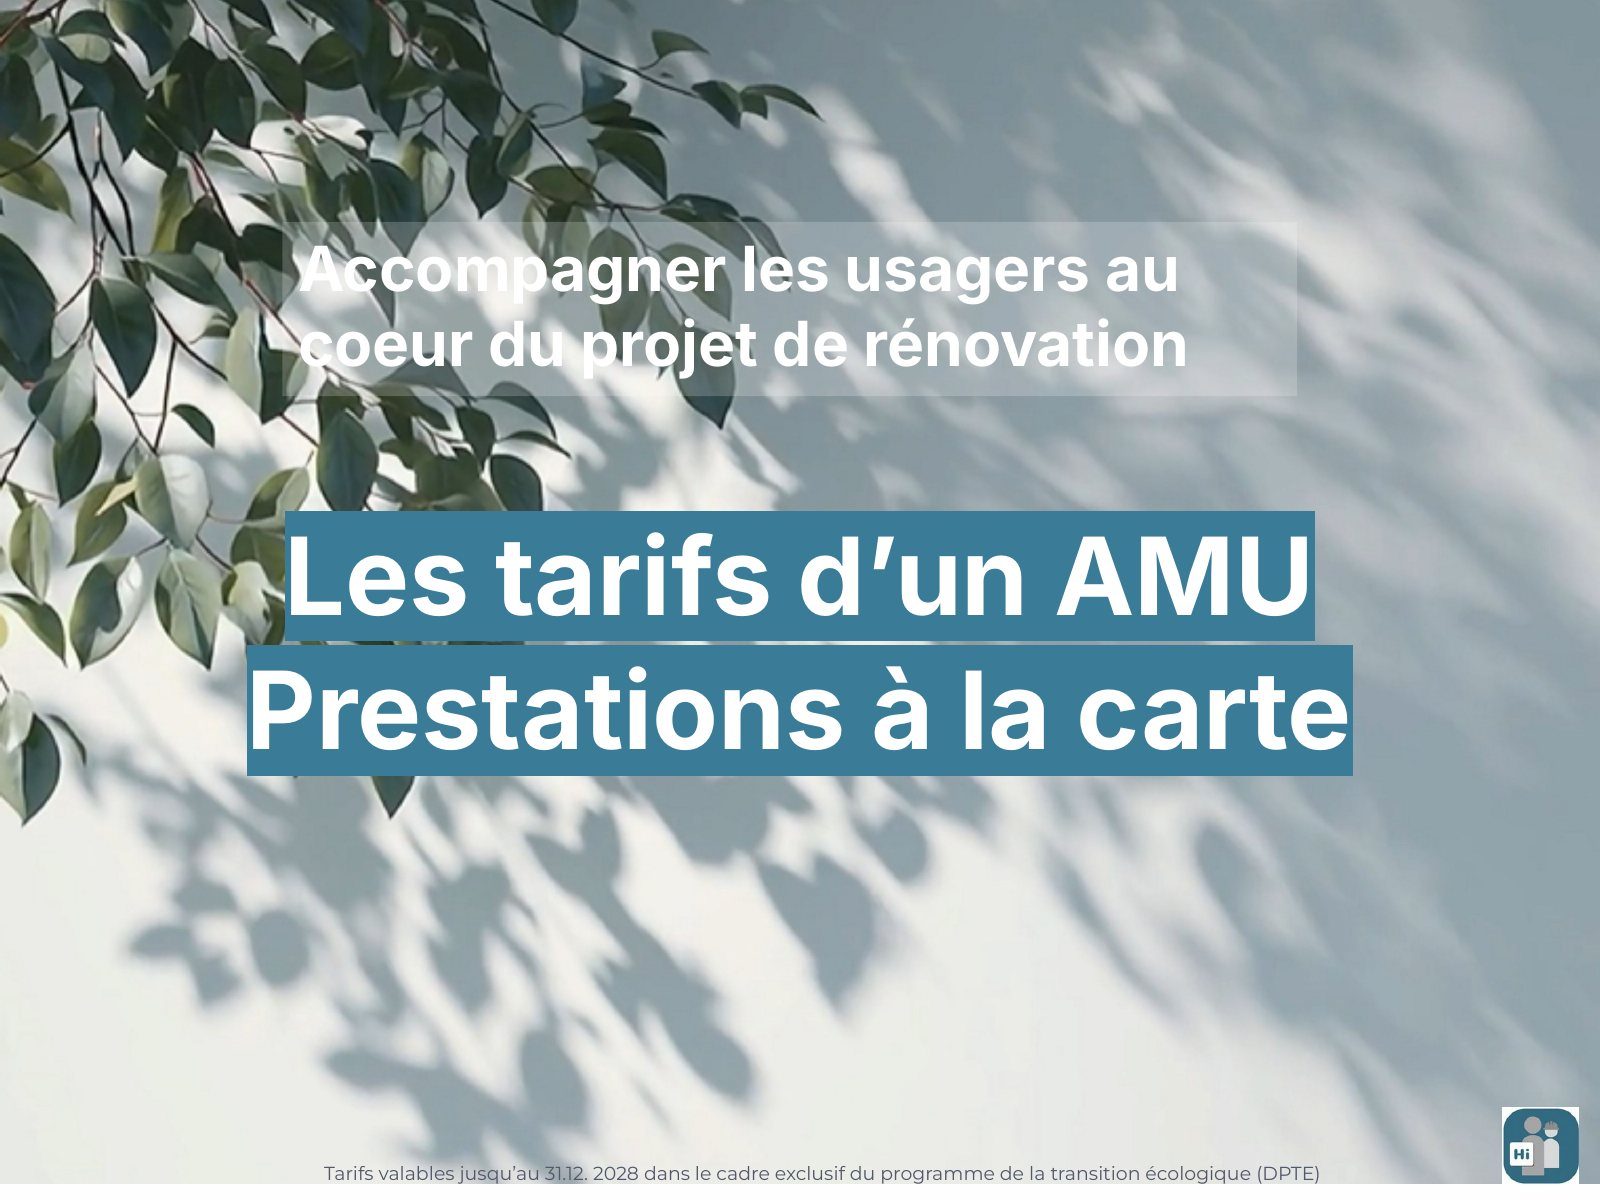 Accompagner les usagers au
coeur du projet de rénovation
Les tarifs d’un AMU
Prestations à la carte
Hi
Tarifs valables jusqu’au 31.12. 2028 dans le cadre exclusif du programme de la transition écologique (DPTE)